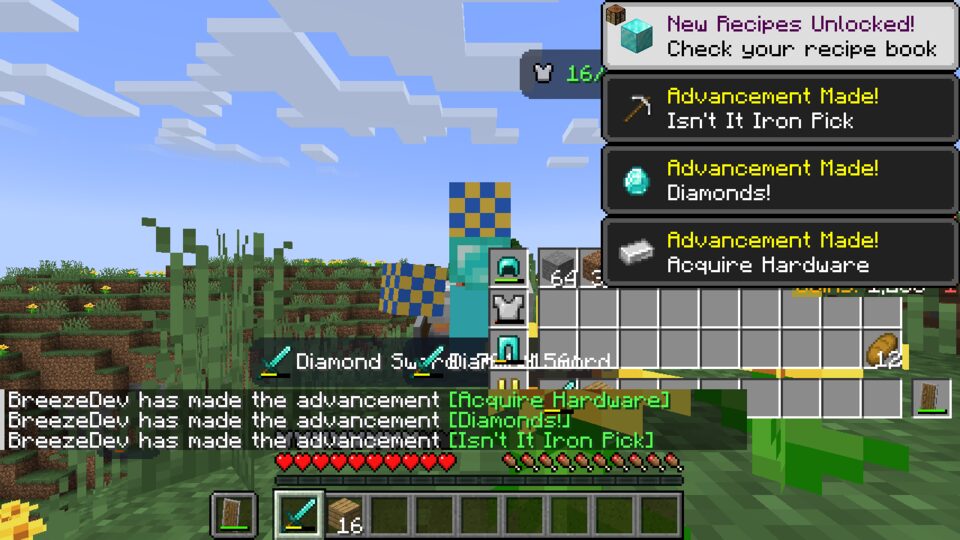 New Recipes Unlocked!
Check your recipe book
16/
Advancement Made!
Isn't It Iron Pick
Advancement Made!
Diamonds!
Advancement Made!
Acquire Hardware
64
12
Diamond
BreezeDev has made the advancement [Acquire Hardware]
BreezeDev has made the advancement [Diamonds!]
BreezeDev has made the advancement [Isn't It Iron Pick]
16